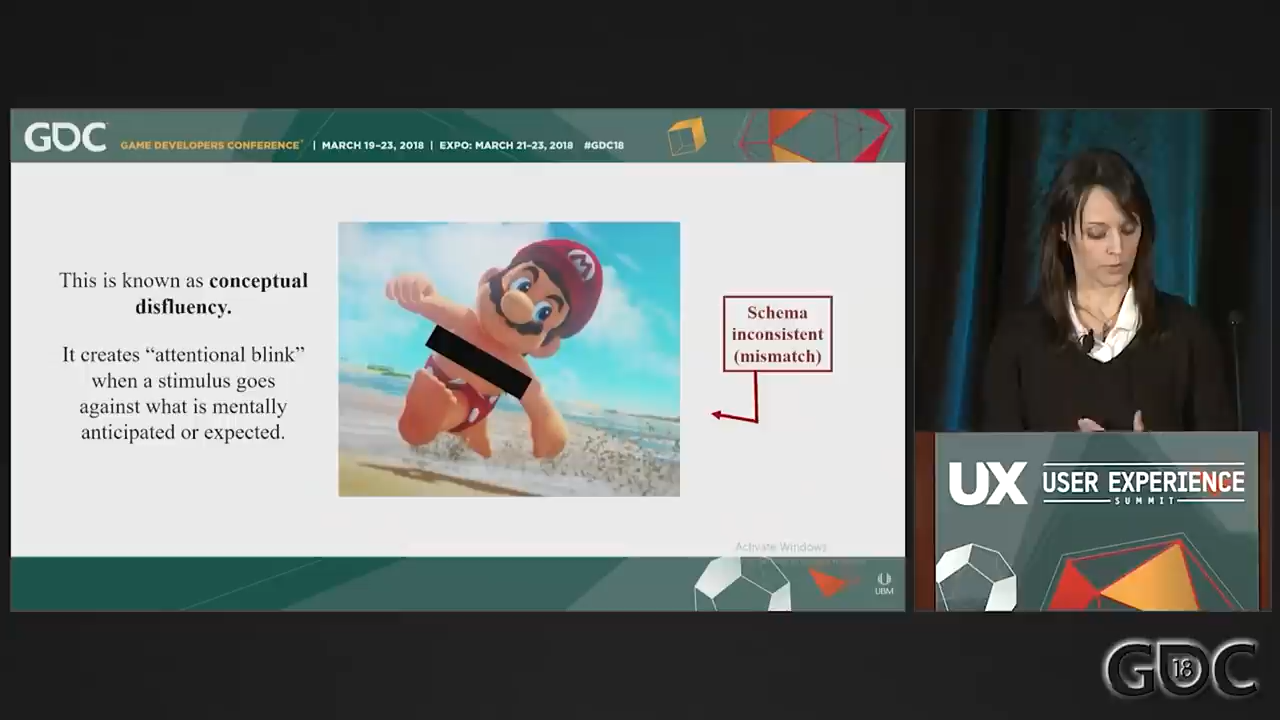 GDC
GAME DEVELOPERS CONFERENCE | MARCH 19–23, 2018 | EXPO: MARCH 21–23, 2018 #GDC18
This is known as conceptual
disfluency.
It creates “attentional blink”
when a stimulus goes
against what is mentally
anticipated or expected.
M
Schema
inconsistent
(mismatch)
Activate Windows
UBM
UX USER EXPERIENCE
SUMMIT
GDC
18